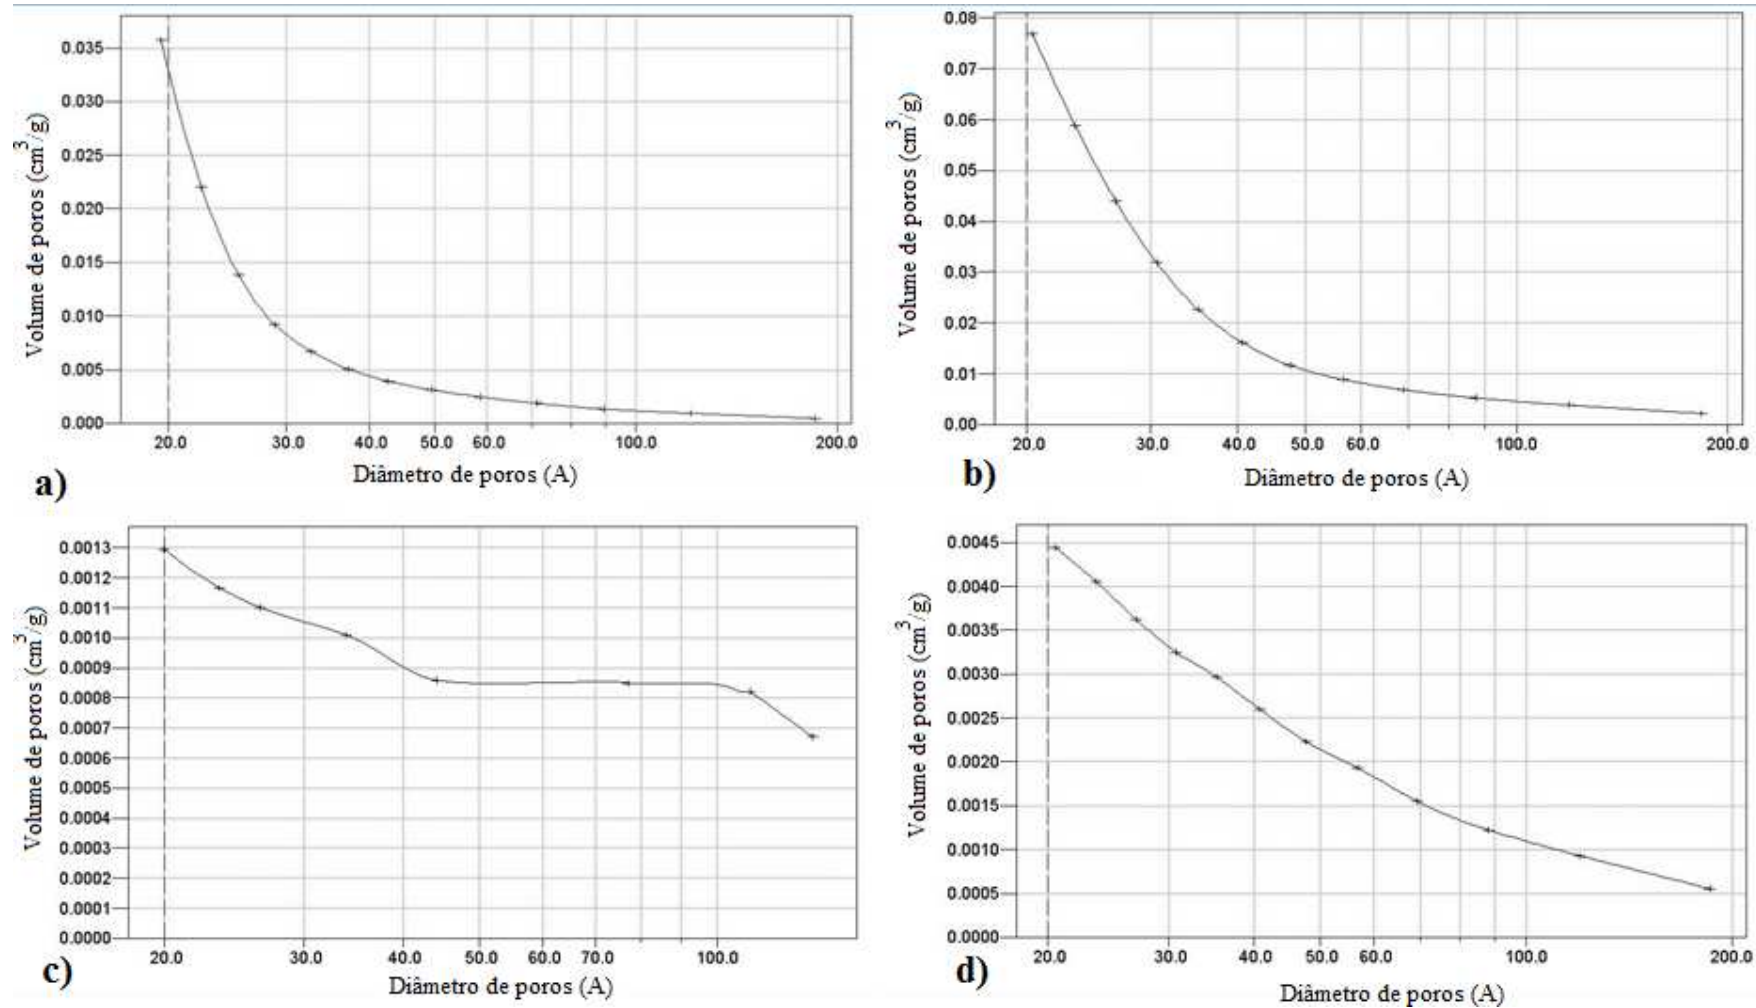 0.035
0.030
0.025
0.020
0.015
0.010
0.005
0.000
Volume de poros (cm³/g)
20.0 30.0 40.0 50.0 60.0 100.0 200.0
Diâmetro de poros (A)
a)
0.08
0.07
0.06
0.05
0.04
0.03
0.02
0.01
0.00
Volume de poros (cm³/g)
20.0 30.0 40.0 50.0 60.0 100.0 200.0
Diâmetro de poros (A)
b)
0.0013
0.0012
0.0011
0.0010
0.0009
0.0008
0.0007
0.0006
0.0005
0.0004
0.0003
0.0002
0.0001
0.0000
Volume de poros (cm³/g)
20.0 30.0 40.0 50.0 60.0 70.0 100.0
Diâmetro de poros (A)
c)
0.0045
0.0040
0.0035
0.0030
0.0025
0.0020
0.0015
0.0010
0.0005
0.0000
Volume de poros (cm³/g)
20.0 30.0 40.0 50.0 60.0 100.0 200.0
Diâmetro de poros (A)
d)